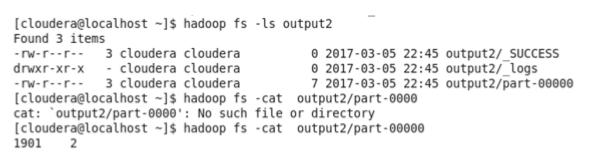 [cloudera@localhost ~]$ hadoop fs -ls output2
Found 3 items
-rw-r--r--   3 cloudera cloudera          0 2017-03-05 22:45 output2/_SUCCESS
drwxr-xr-x   - cloudera cloudera          0 2017-03-05 22:45 output2/_logs
-rw-r--r--   3 cloudera cloudera          7 2017-03-05 22:45 output2/part-00000
[cloudera@localhost ~]$ hadoop fs -cat  output2/part-0000
cat: `output2/part-0000': No such file or directory
[cloudera@localhost ~]$ hadoop fs -cat  output2/part-00000
1901    2